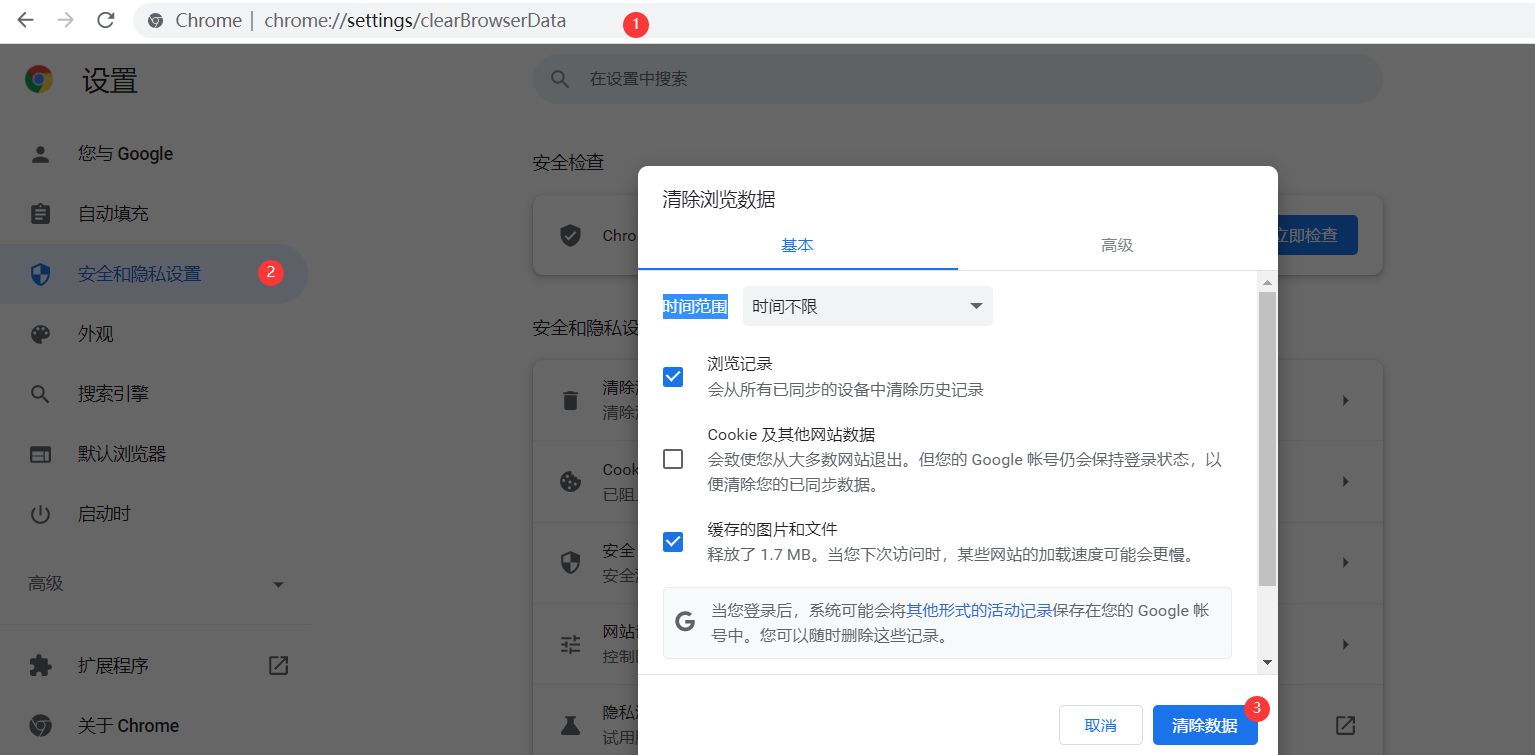 Chrome | chrome://settings/clearBrowserData
1
设置
在设置中搜索
您与 Google
自动填充
安全和隐私设置
2
外观
搜索引擎
默认浏览器
启动时
高级
扩展程序
关于 Chrome
安全检查
Chro
立即检查
安全和隐私设
清除
清除
Cook
已阻
安全
安全
网站
控制
隐私
试用
清除浏览数据
基本
高级
时间范围
时间不限
浏览记录
会从所有已同步的设备中清除历史记录
Cookie 及其他网站数据
会致使您从大多数网站退出。但您的 Google 帐号仍会保持登录状态，以
便清除您的已同步数据。
缓存的图片和文件
释放了 1.7 MB。当您下次访问时，某些网站的加载速度可能会更慢。
当您登录后，系统可能会将其他形式的活动记录保存在您的 Google 帐
号中。您可以随时删除这些记录。
取消
清除数据
3